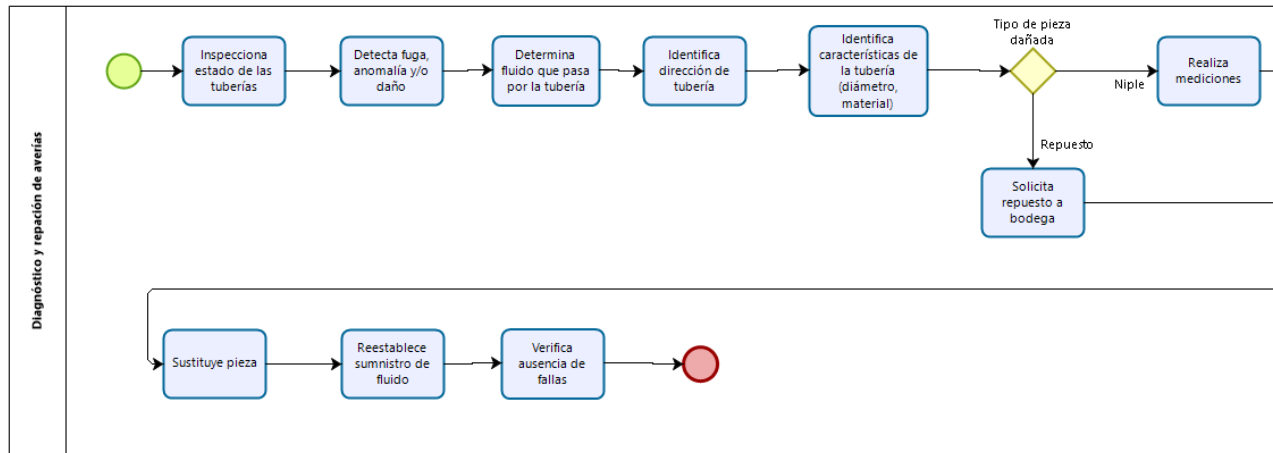 Diagnóstico y repación de averías
Inspecciona
estado de las
tuberías
Detecta fuga,
anomalía y/o
daño
Determina
fluido que pasa
por la tubería
Identifica
dirección de
tubería
Identifica
características de
la tubería
(diámetro,
material)
Tipo de pieza
dañada
Niple
Realiza
mediciones
Repuesto
Solicita
repuesto a
bodega
Sustituye pieza
Reestablece
sumnistro de
fluido
Verifica
ausencia de
fallas